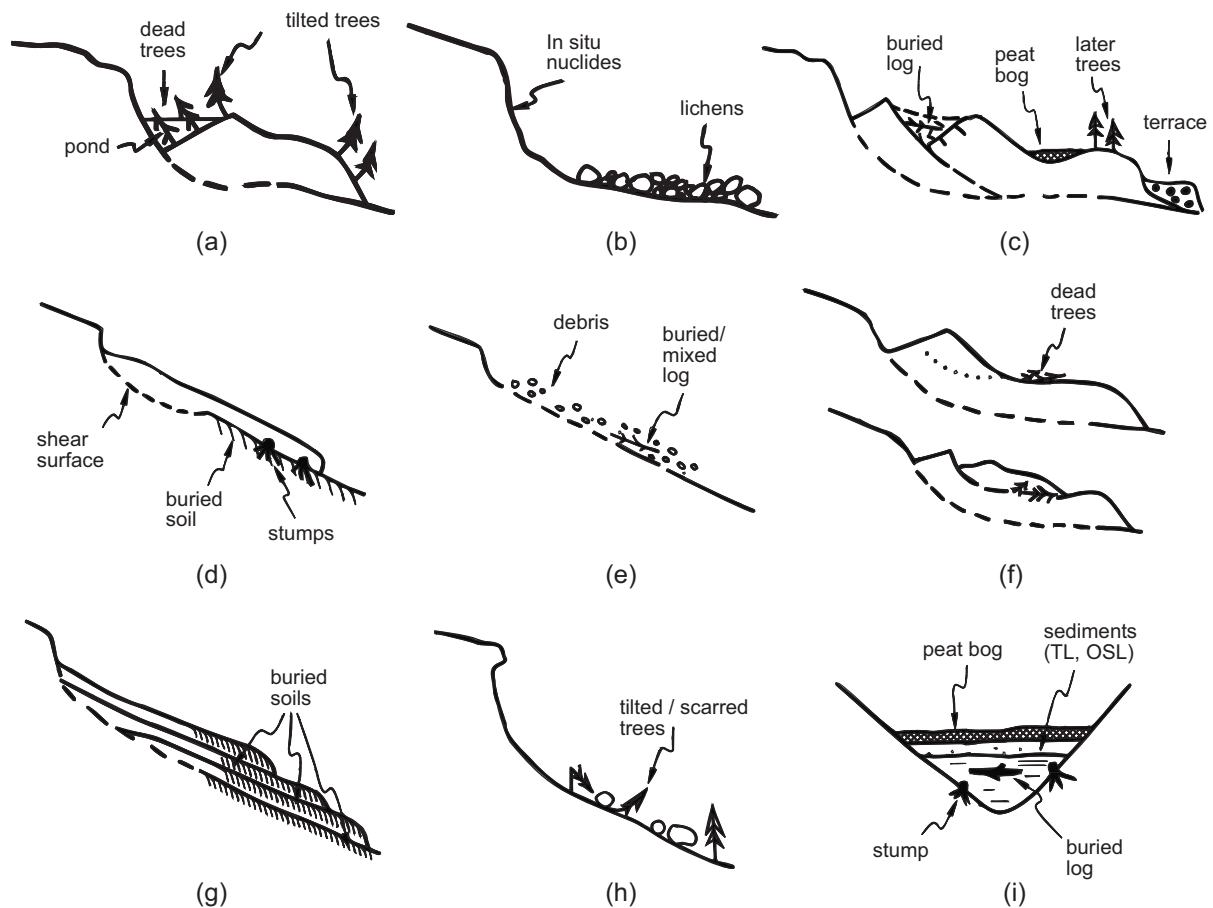 dead
trees
tilted trees
pond
(a)
In situ
nuclides
lichens
(b)
buried
log
peat
bog
later
trees
terrace
(c)
shear
surface
buried
soil
stumps
(d)
debris
buried/
mixed
log
(e)
dead
trees
(f)
buried
soils
(g)
tilted / scarred
trees
(h)
peat bog
sediments
(TL, OSL)
stump
buried
log
(i)